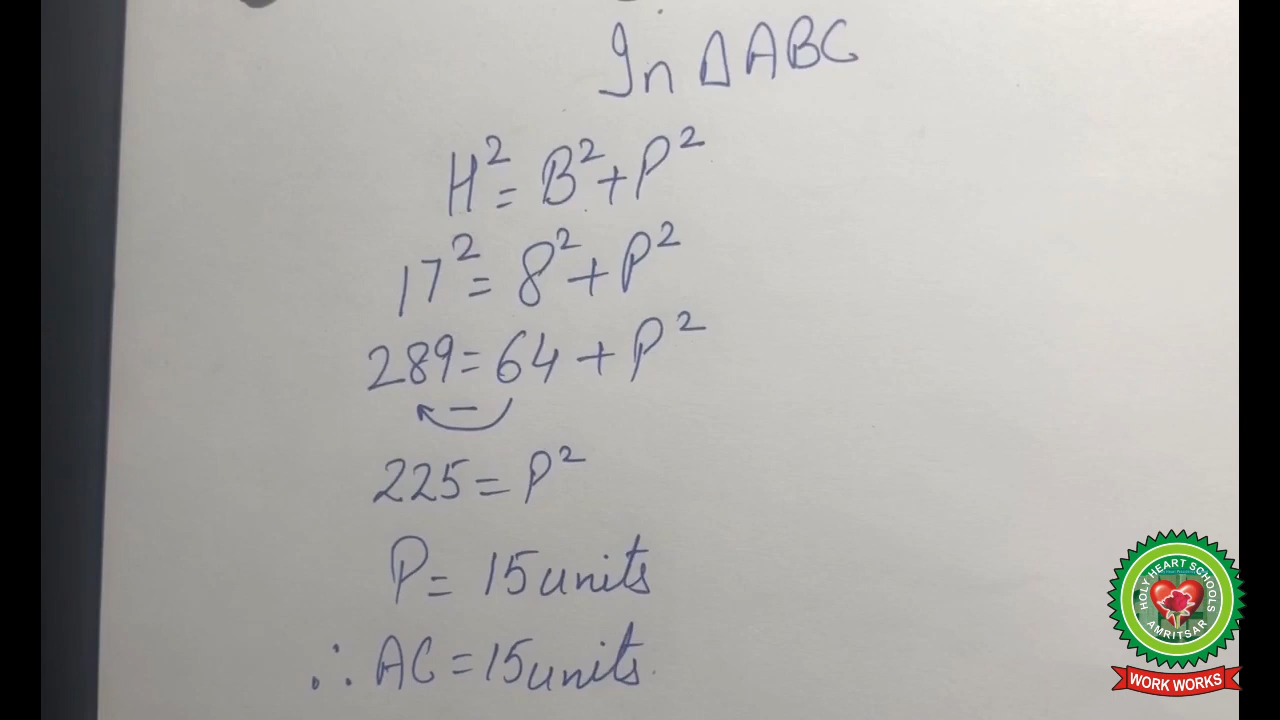 In ΔABC
H² = B² + P²
17² = 8² + P²
289 = 64 + P²
−
225 = P²
P = 15 units
∴ AC = 15 units.
HOLY HEART SCHOOLS
AMRITSAR
WORK WORKS